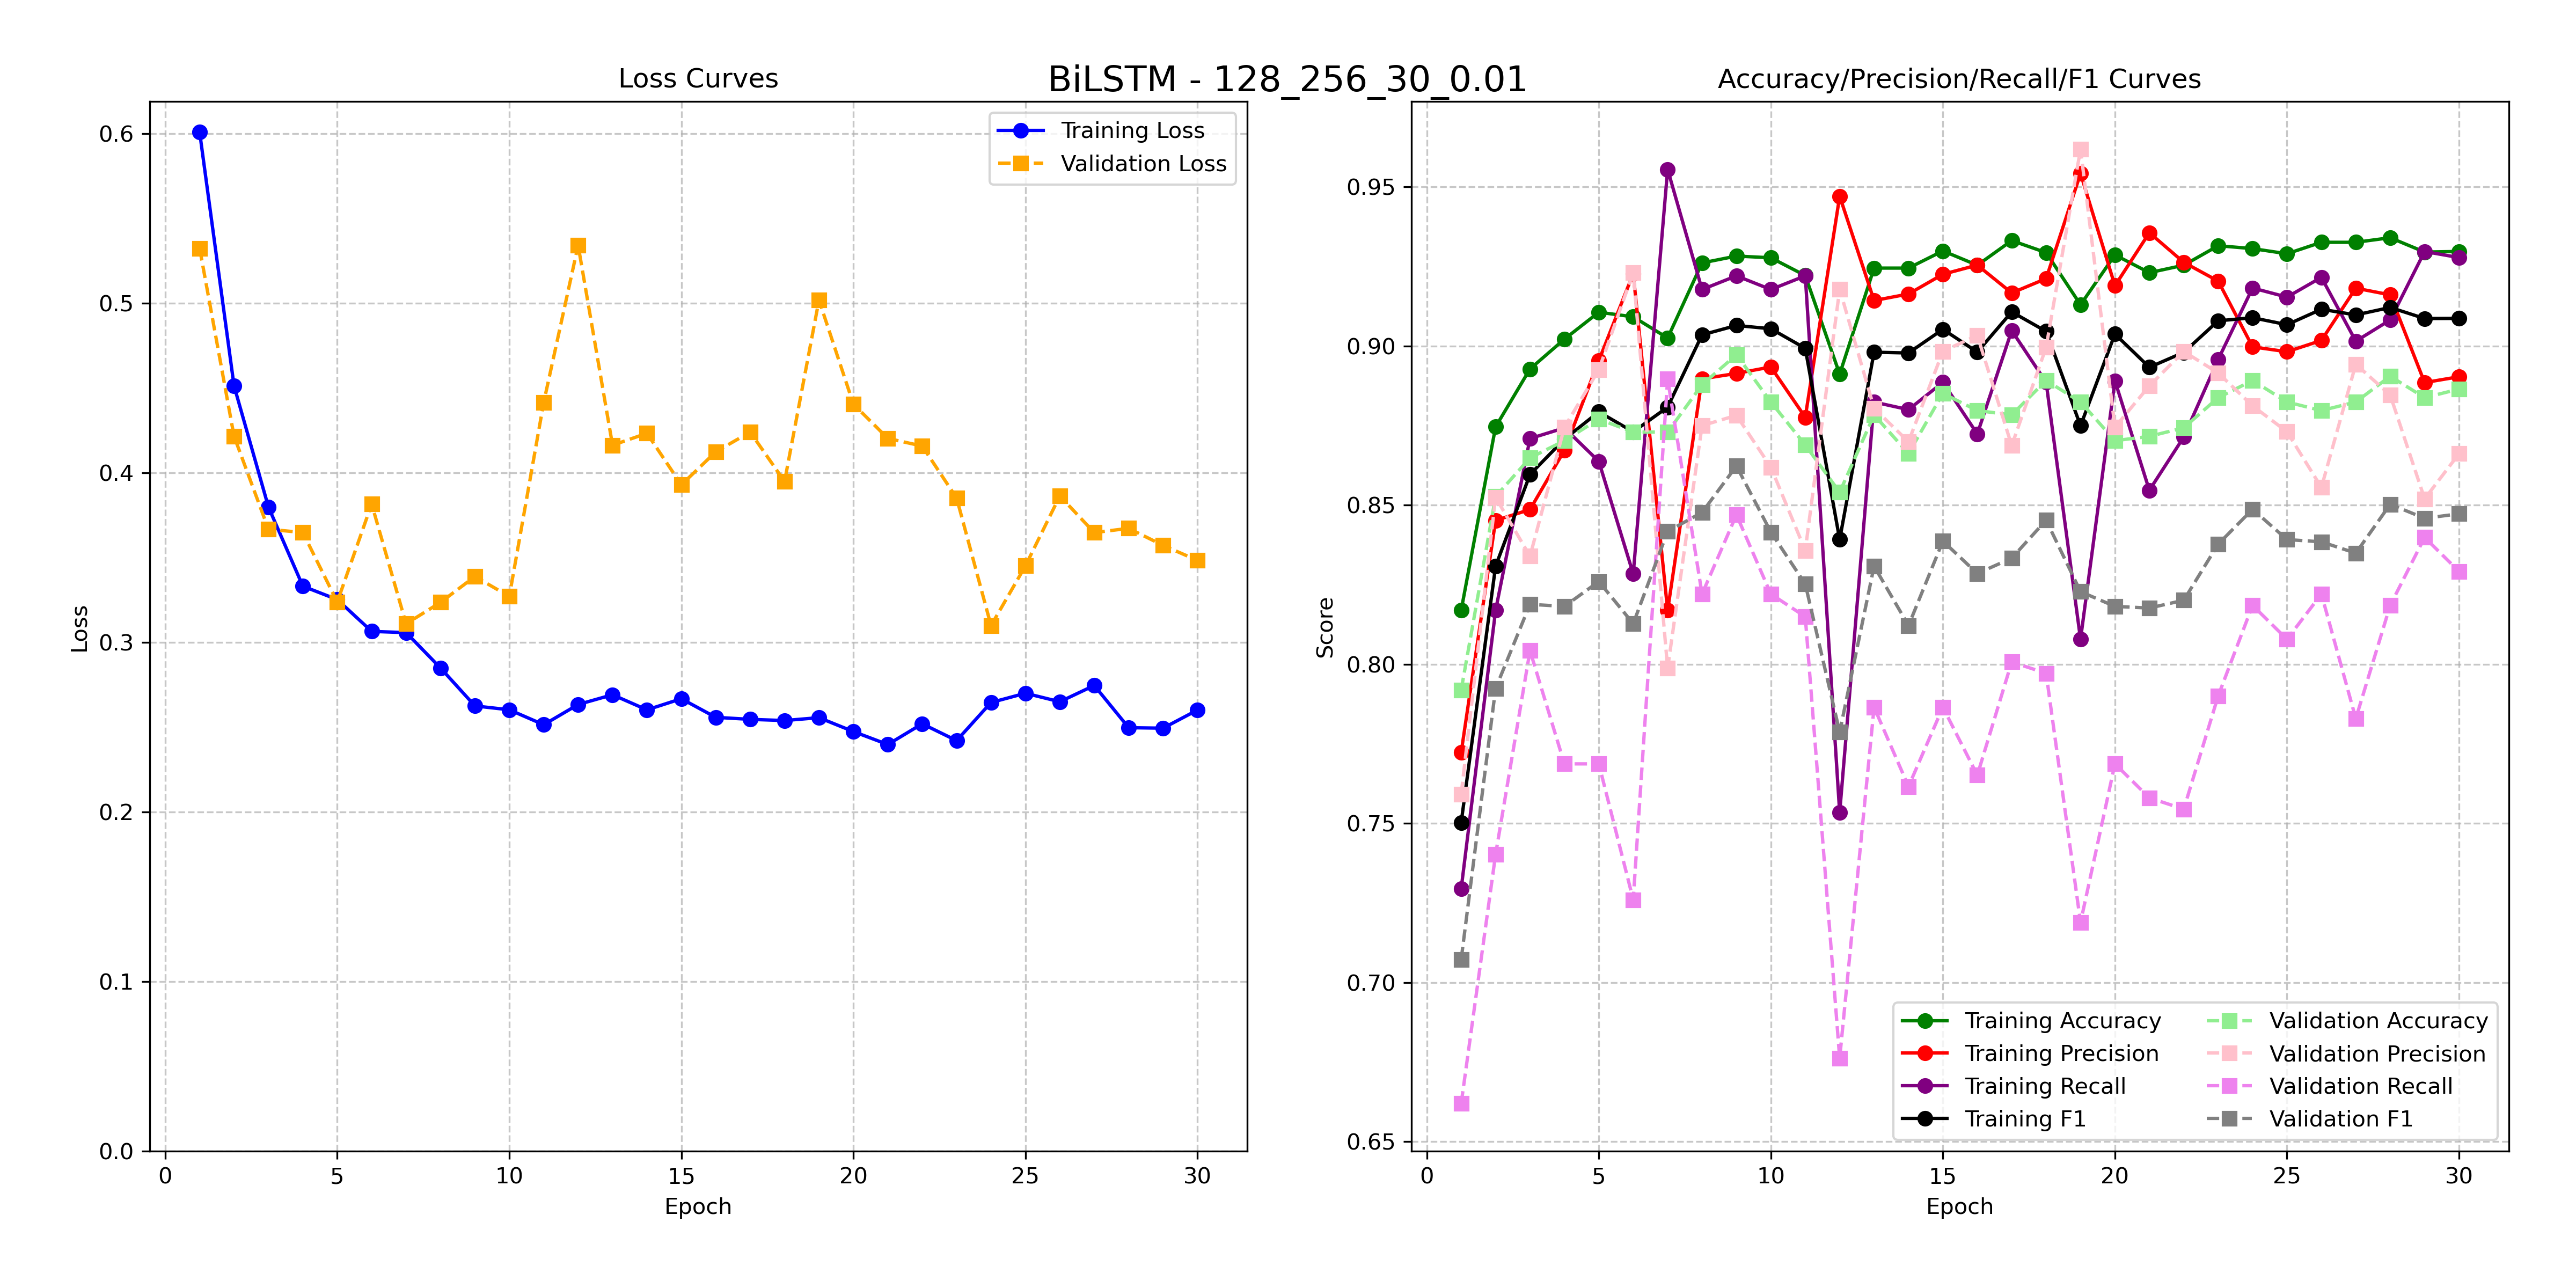 BiLSTM - 128_256_30_0.01
Loss Curves
Training Loss
Validation Loss
Loss
0.6
0.5
0.4
0.3
0.2
0.1
0.0
0 5 10 15 20 25 30
Epoch
Accuracy/Precision/Recall/F1 Curves
Score
0.95
0.90
0.85
0.80
0.75
0.70
0.65
Training Accuracy
Training Precision
Training Recall
Training F1
Validation Accuracy
Validation Precision
Validation Recall
Validation F1
0 5 10 15 20 25 30
Epoch